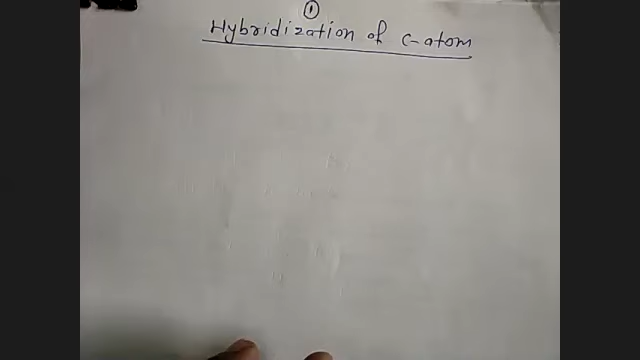 ①
Hybridization of C-atom